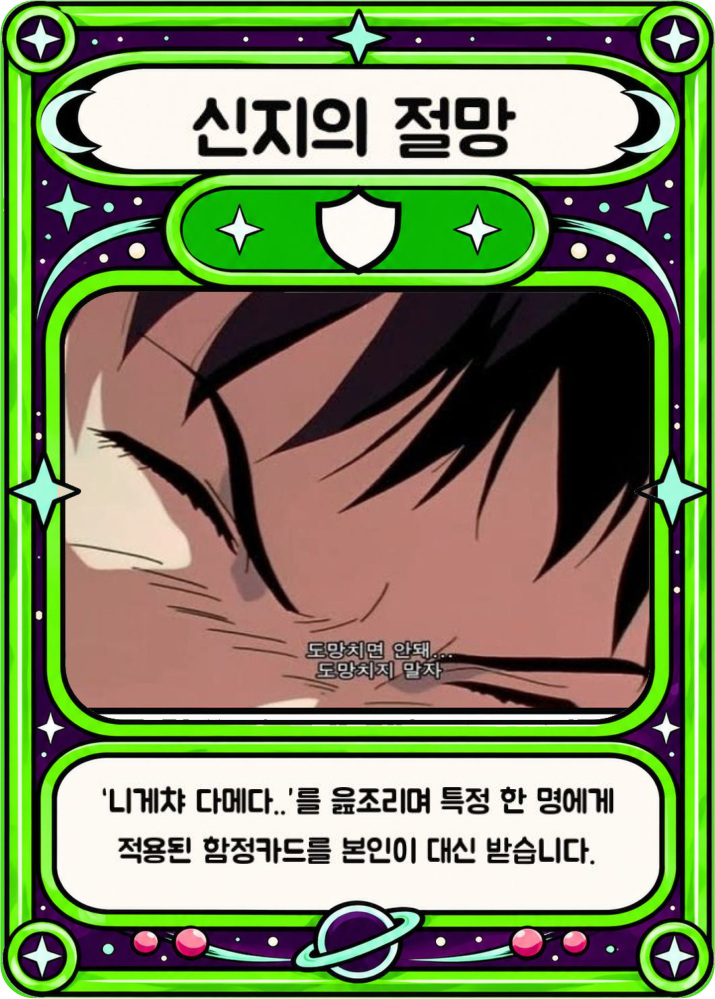 신지의 절망
도망치면 안돼...
도망치지 말자
'니게챠 다메다..'를 읊조리며 특정 한 명에게
적용된 함정카드를 본인이 대신 받습니다.